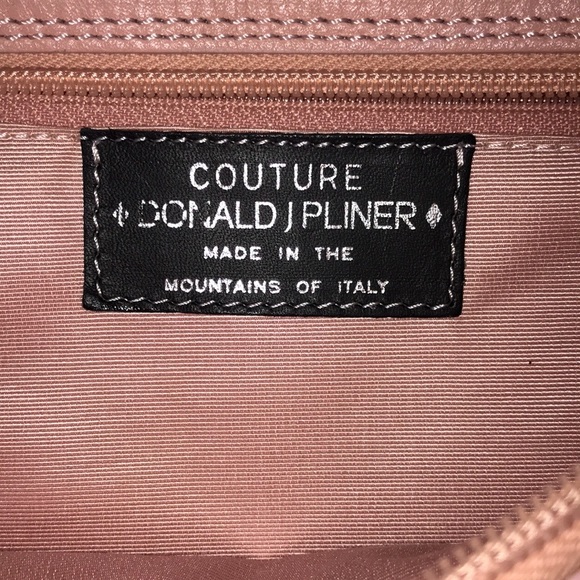 COUTURE
DONALD J PLINER
MADE IN THE
MOUNTAINS OF ITALY